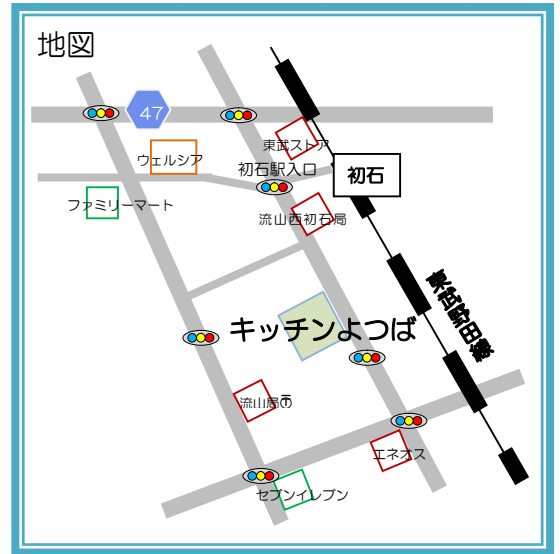 地図
47
東武ストア
ウェルシア
初石駅入口
初石
ファミリーマート
流山西初石局
東武野田線
キッチンよつば
流山局〒
エネオス
セブンイレブン